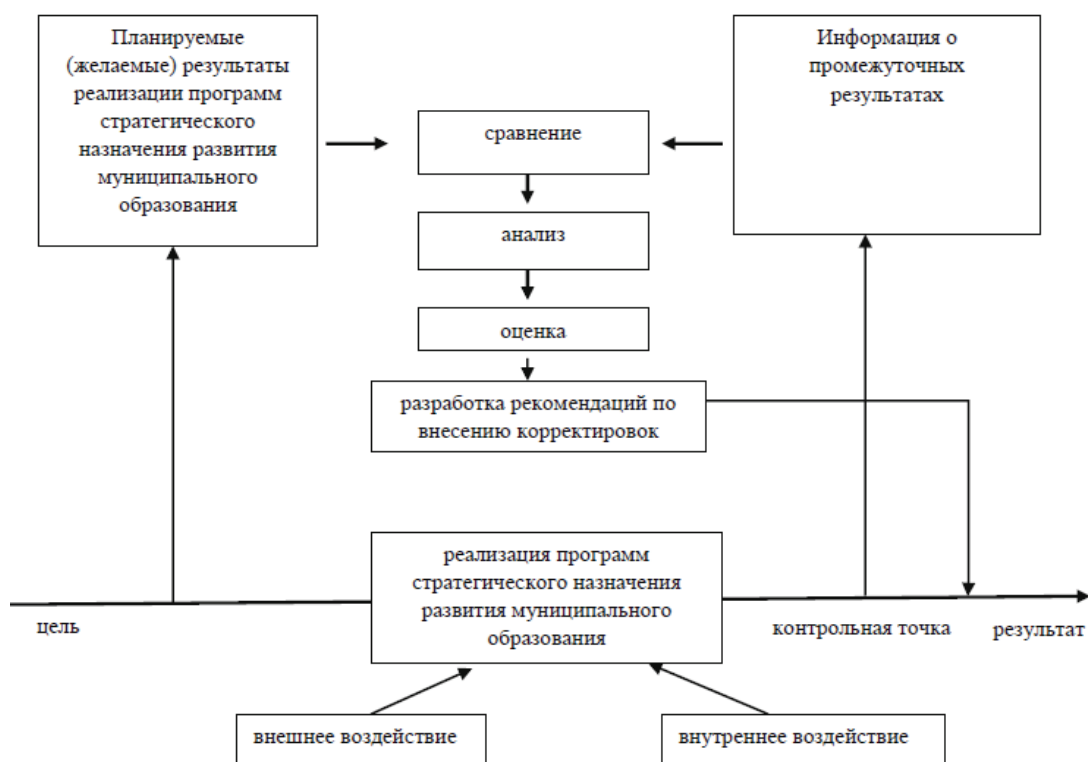 Планируемые
(желаемые) результаты
реализации программ
стратегического
назначения развития
муниципального
образования
Информация о
промежуточных
результатах
сравнение
анализ
оценка
разработка рекомендаций по
внесению корректировок
реализация программ
стратегического назначения
развития муниципального
образования
цель
контрольная точка
результат
внешнее воздействие
внутреннее воздействие